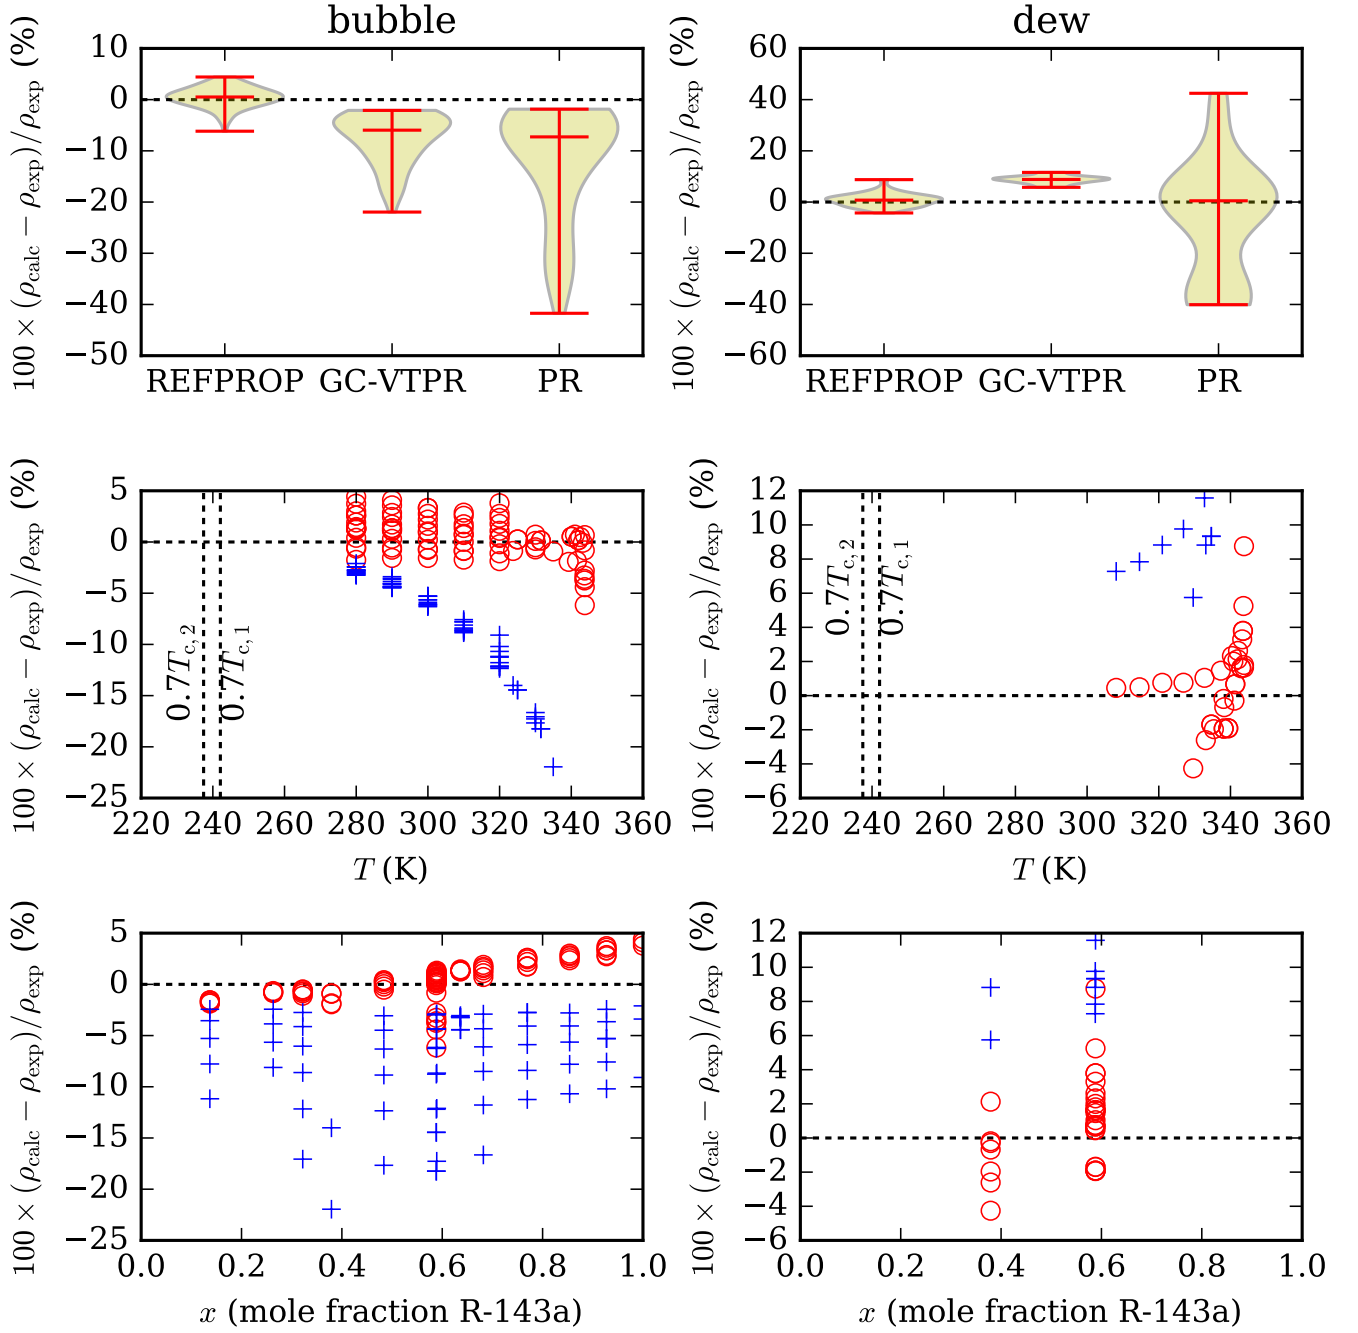 bubble
dew
100 × (ρcalc − ρexp)/ρexp (%)
10
0
−10
−20
−30
−40
−50
REFPROP GC-VTPR PR
100 × (ρcalc − ρexp)/ρexp (%)
60
40
20
0
−20
−40
−60
REFPROP GC-VTPR PR
100 × (ρcalc − ρexp)/ρexp (%)
5
0
−5
−10
−15
−20
−25
0.7Tc, 2
0.7Tc, 1
220 240 260 280 300 320 340 360
T (K)
100 × (ρcalc − ρexp)/ρexp (%)
12
10
8
6
4
2
0
−2
−4
−6
0.7Tc, 2
0.7Tc, 1
220 240 260 280 300 320 340 360
T (K)
100 × (ρcalc − ρexp)/ρexp (%)
5
0
−5
−10
−15
−20
−25
0.0 0.2 0.4 0.6 0.8 1.0
x (mole fraction R-143a)
100 × (ρcalc − ρexp)/ρexp (%)
12
10
8
6
4
2
0
−2
−4
−6
0.0 0.2 0.4 0.6 0.8 1.0
x (mole fraction R-143a)